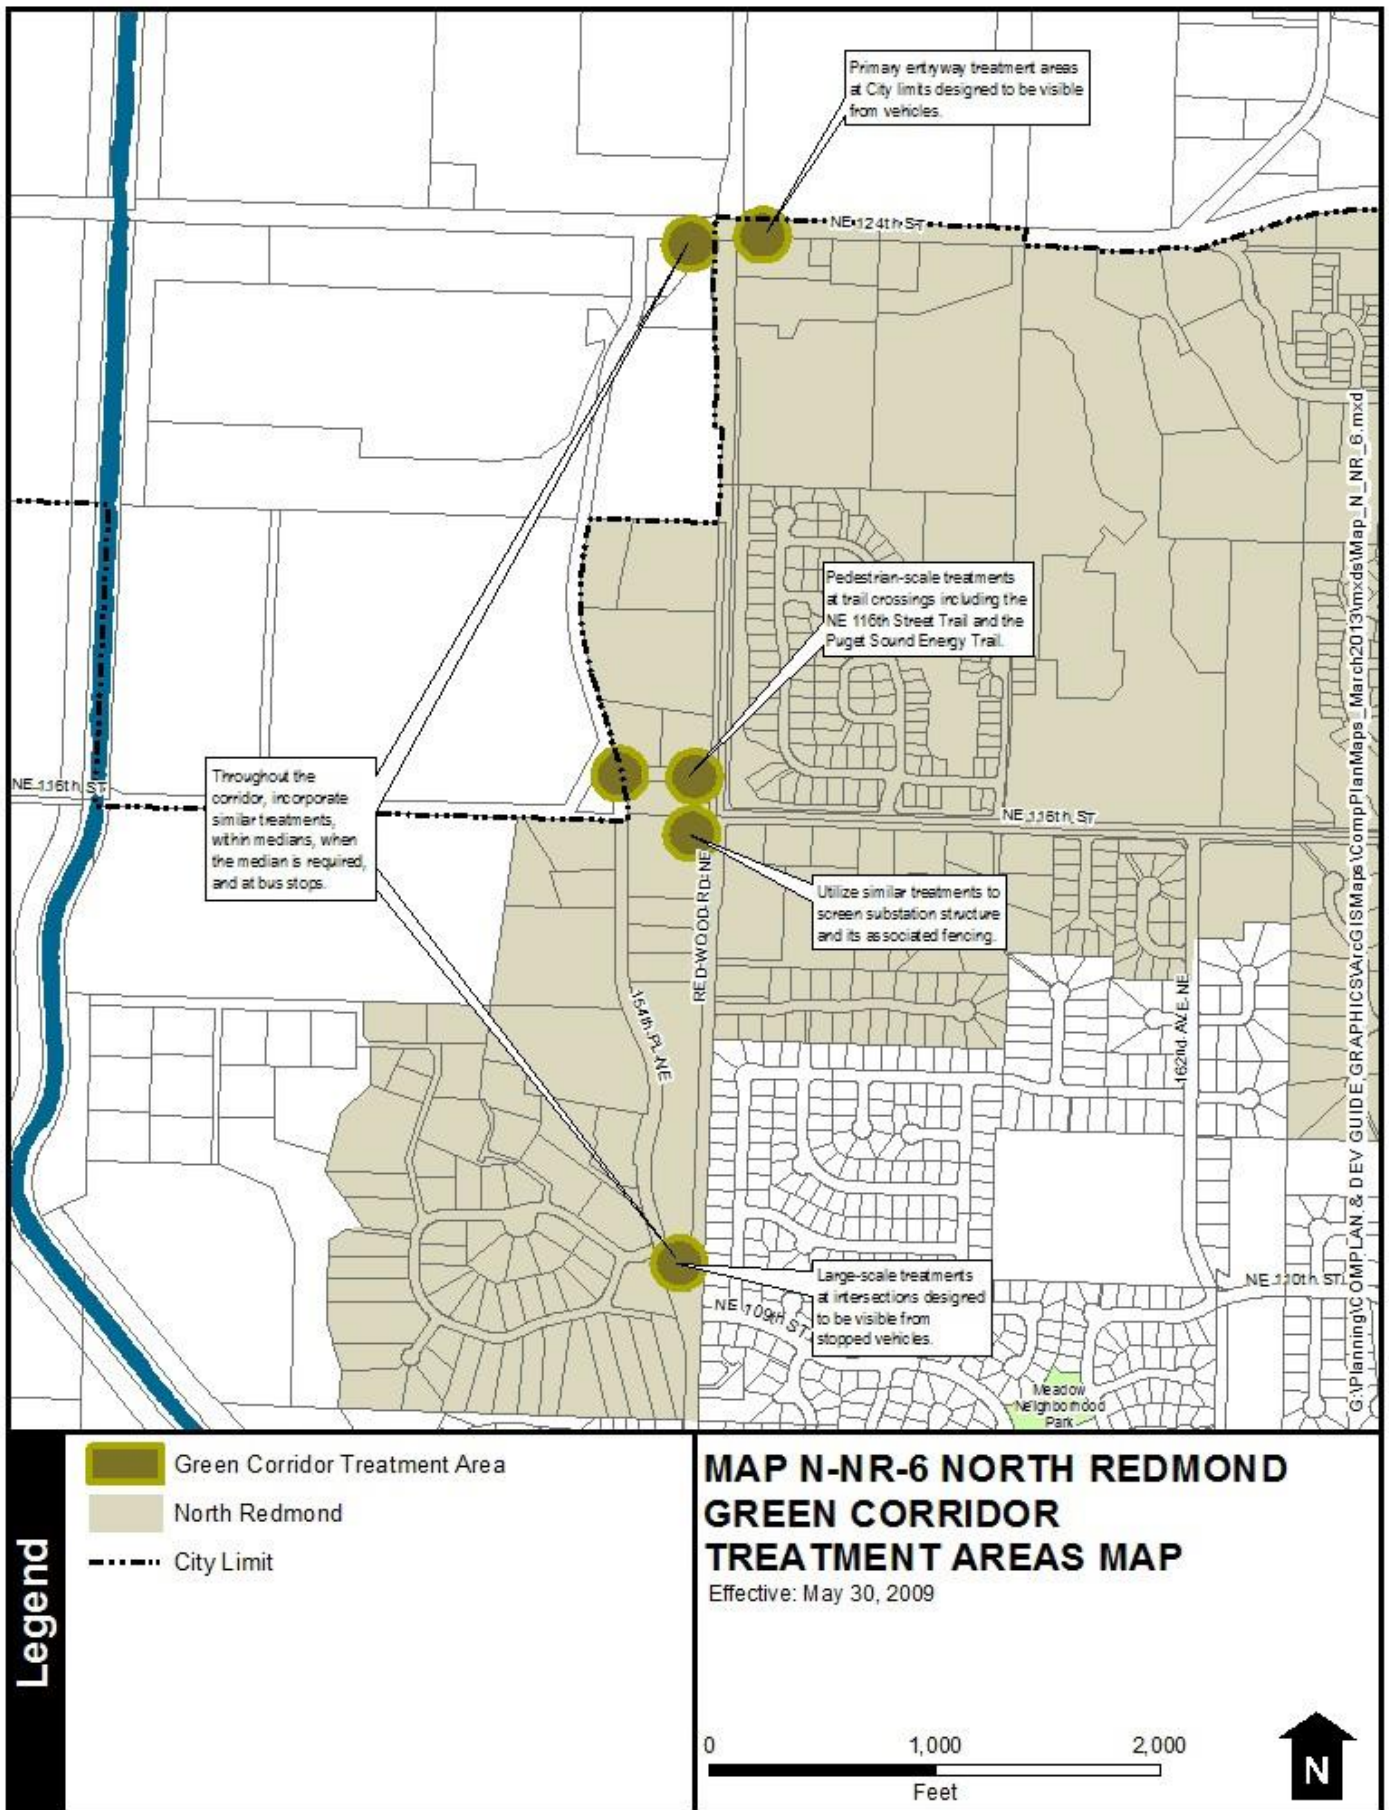 Primary entryway treatment areas
at City limits designed to be visible
from vehicles.
NE 124th ST
Pedestrian-scale treatments
at trail crossings including the
NE 116th Street Trail and the
Puget Sound Energy Trail.
Throughout the
corridor, incorporate
similar treatments,
within medians, when
the median is required,
and at bus stops.
NE 116th ST
NE 116th ST
Utilize similar treatments to
screen substation structure
and its associated fencing.
RED-WOOD RD NE
154th PL NE
162nd AVE NE
Large-scale treatments
at intersections designed
to be visible from
stopped vehicles.
NE 109th ST
NE 110th ST
Meadow
Neighborhood
Park
G:\Planning\COMPLAN & DEV GUIDE GRAPHICS\ArcGISMaps\CompPlanMaps_March2013\mxds\Map_N_NR_6.mxd
Legend
Green Corridor Treatment Area
North Redmond
City Limit
MAP N-NR-6 NORTH REDMOND
GREEN CORRIDOR
TREATMENT AREAS MAP
Effective: May 30, 2009
0 1,000 2,000
Feet
N